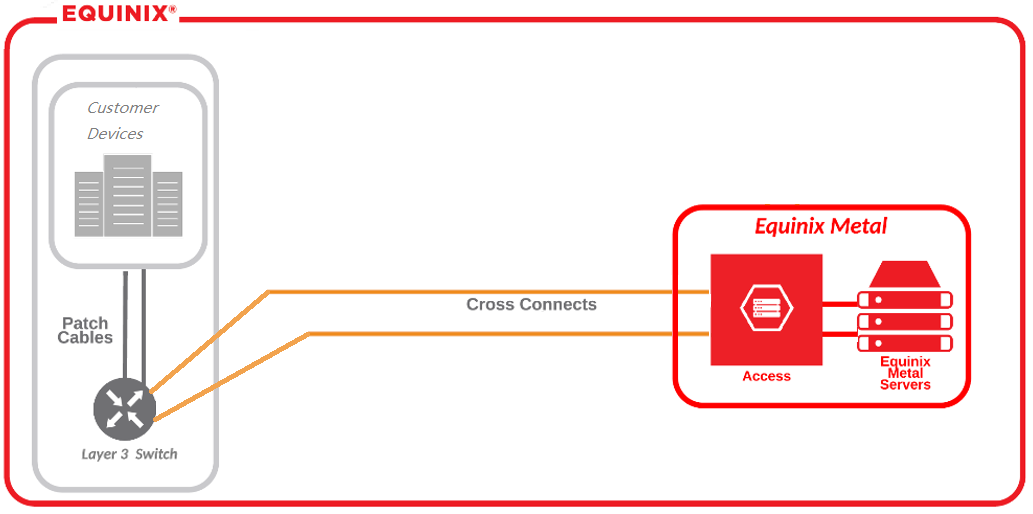 EQUINIX®
Customer
Devices
Equinix Metal
Cross Connects
Patch
Cables
Access
Equinix
Metal
Servers
Layer 3 Switch